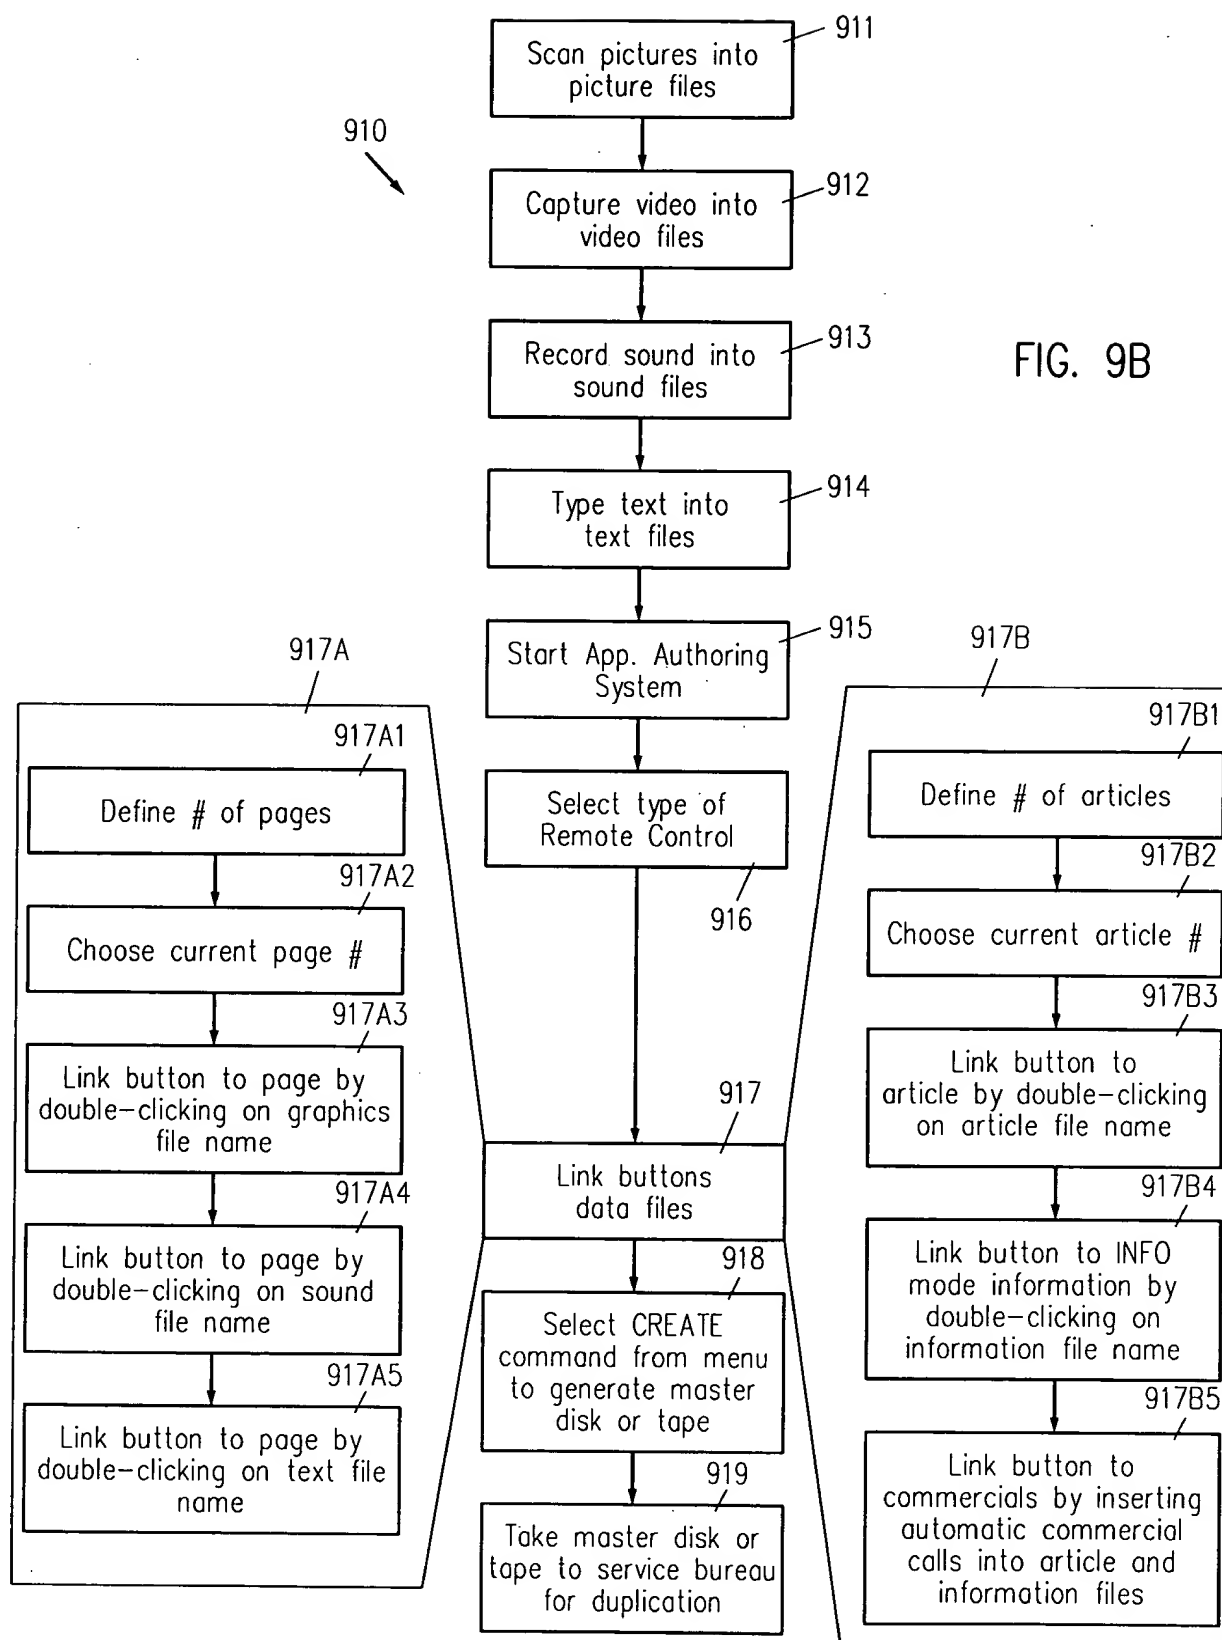 911
Scan pictures into
picture files
910
912
Capture video into
video files
913
Record sound into
sound files
FIG. 9B
914
Type text into
text files
915
Start App. Authoring
System
Select type of
Remote Control
916
917A
917A1
Define # of pages
917A2
Choose current page #
917A3
Link button to page by
double-clicking on graphics
file name
917A4
Link button to page by
double-clicking on sound
file name
917A5
Link button to page by
double-clicking on text file
name
917
Link buttons
data files
918
Select CREATE
command from menu
to generate master
disk or tape
919
Take master disk or
tape to service bureau
for duplication
917B
917B1
Define # of articles
917B2
Choose current article #
917B3
Link button to
article by double-clicking
on article file name
917B4
Link button to INFO
mode information by
double-clicking on
information file name
917B5
Link button to
commercials by inserting
automatic commercial
calls into article and
information files